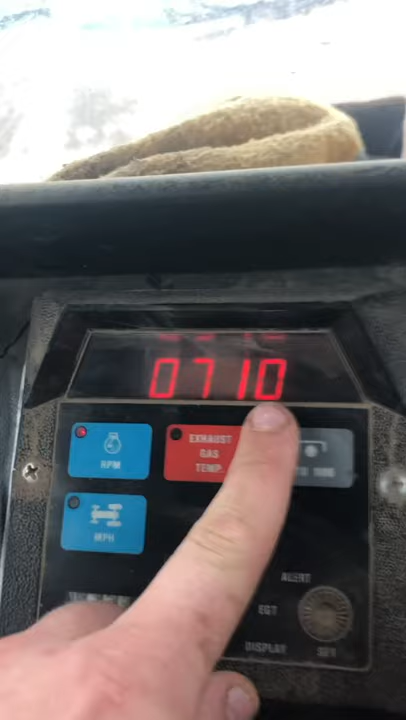 0710
EXHAUST
GAS
TEMP.
RPM
MPH
ALERT
EGT
DISPLAY
SET